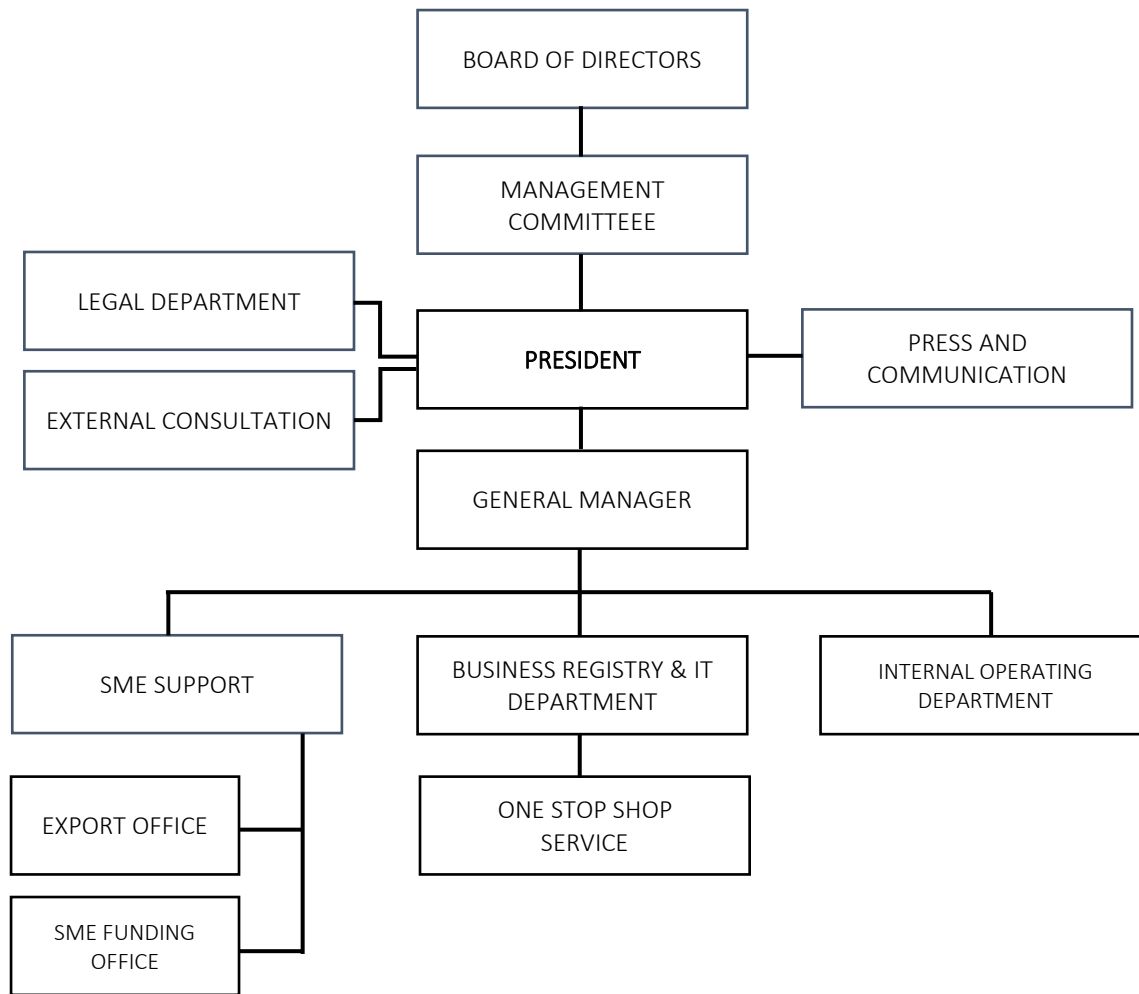 BOARD OF DIRECTORS
MANAGEMENT
COMMITTEEE
LEGAL DEPARTMENT
PRESIDENT
PRESS AND
COMMUNICATION
EXTERNAL CONSULTATION
GENERAL MANAGER
SME SUPPORT
BUSINESS REGISTRY & IT
DEPARTMENT
INTERNAL OPERATING
DEPARTMENT
EXPORT OFFICE
ONE STOP SHOP
SERVICE
SME FUNDING
OFFICE